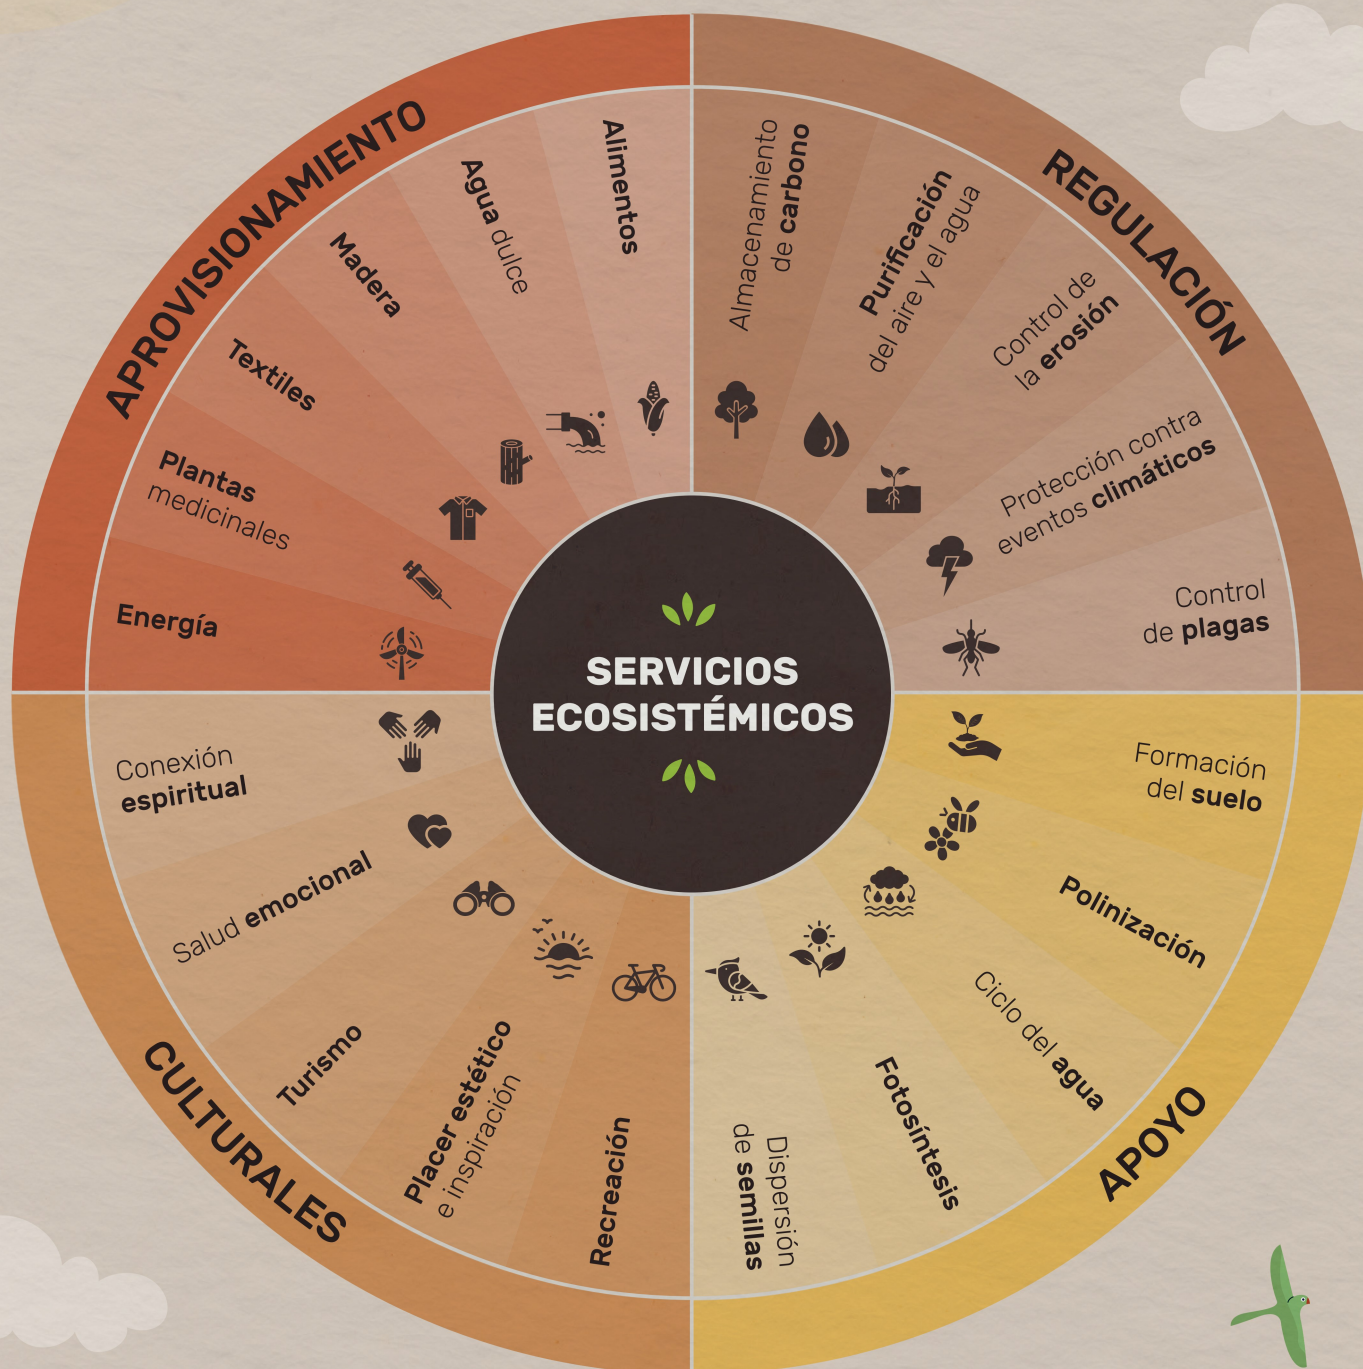 APROVISIONAMIENTO
Energía
Plantas
medicinales
Textiles
Madera
Agua dulce
Alimentos
REGULACIÓN
Almacenamiento
de carbono
Purificación
del aire y el agua
Control de
la erosión
Protección contra
eventos climáticos
Control
de plagas
SERVICIOS
ECOSISTÉMICOS
APOYO
Formación
del suelo
Polinización
Ciclo del agua
Fotosíntesis
Dispersión
de semillas
CULTURALES
Recreación
Placer estético
e inspiración
Turismo
Salud emocional
Conexión
espiritual